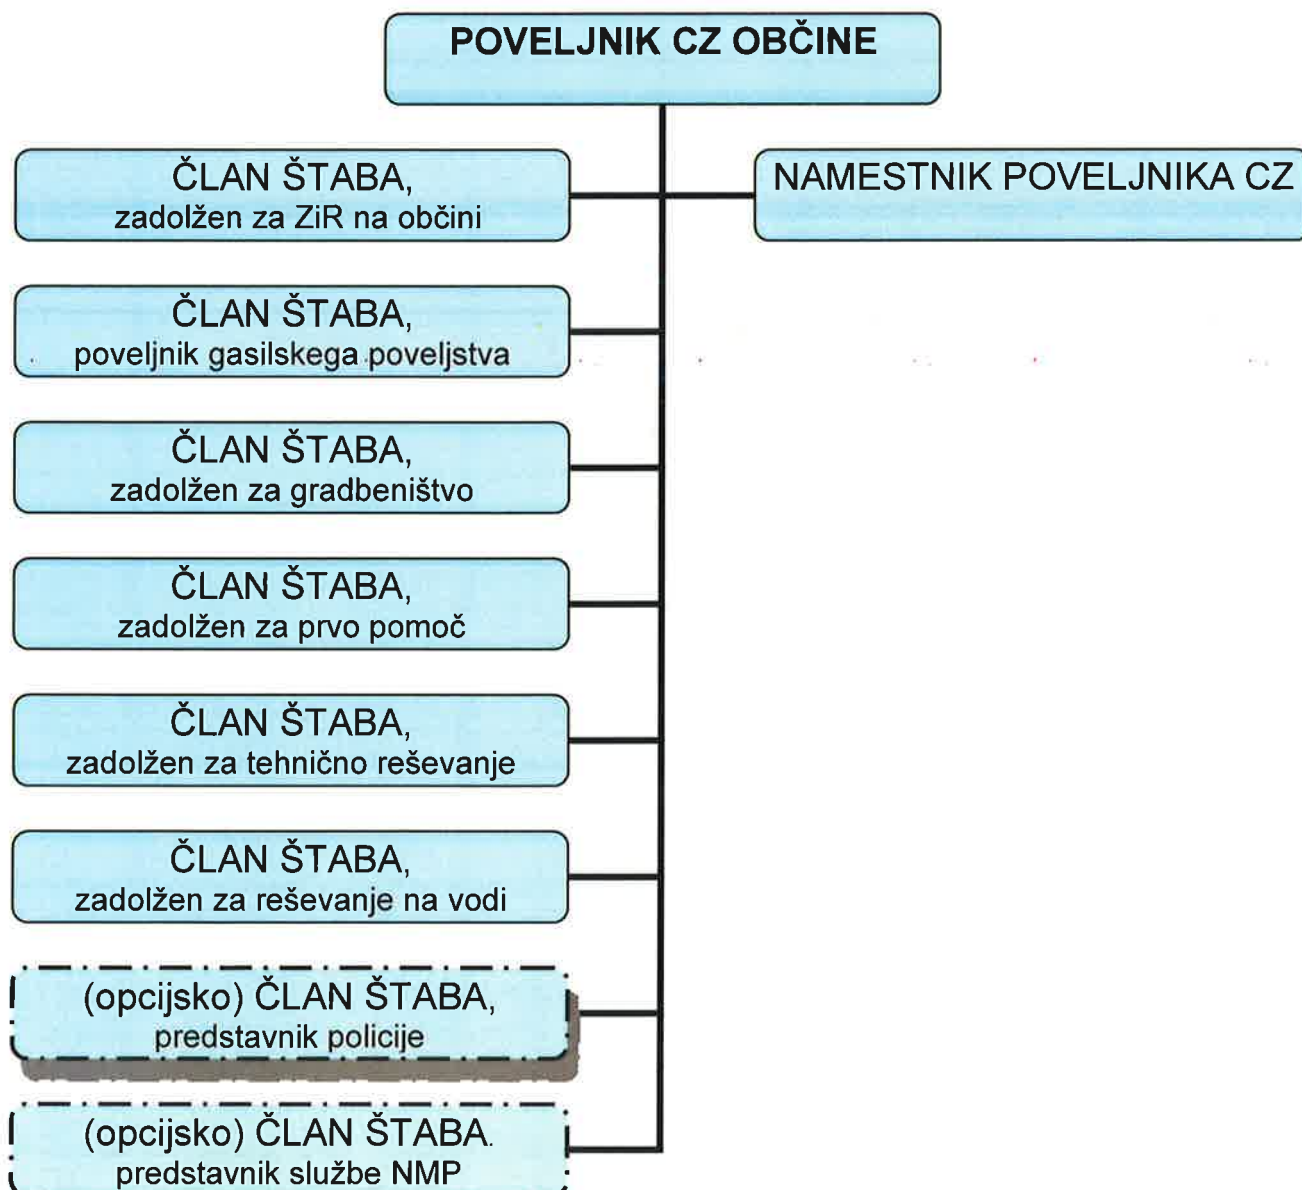 POVELJNIK CZ OBČINE
ČLAN ŠTABA,
zadolžen za ZiR na občini
NAMESTNIK POVELJNIKA CZ
ČLAN ŠTABA,
poveljnik gasilskega poveljstva
ČLAN ŠTABA,
zadolžen za gradbeništvo
ČLAN ŠTABA,
zadolžen za prvo pomoč
ČLAN ŠTABA,
zadolžen za tehnično reševanje
ČLAN ŠTABA,
zadolžen za reševanje na vodi
(opcijsko) ČLAN ŠTABA,
predstavnik policije
(opcijsko) ČLAN ŠTABA.
predstavnik službe NMP